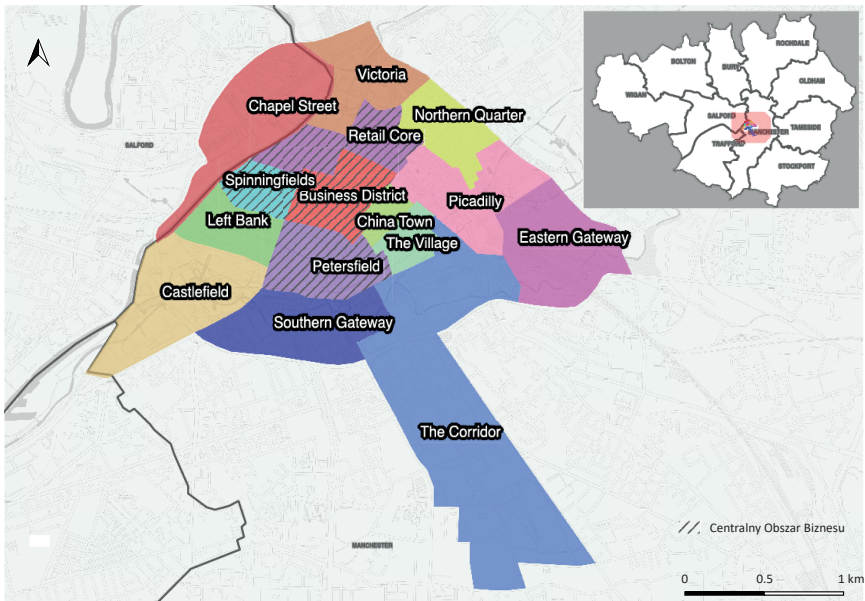 Victoria
Chapel Street
Northern Quarter
Retail Core
SALFORD
Spinningfields
Business District
Picadilly
Left Bank
China Town
The Village
Eastern Gateway
Petersfield
Castlefield
Southern Gateway
The Corridor
MANCHESTER
ROCHDALE
BOLTON
BURY
OLDHAM
WIGAN
SALFORD
MANCHESTER
TAMESIDE
TRAFFORD
STOCKPORT
Centralny Obszar Biznesu
0 0.5 1 km